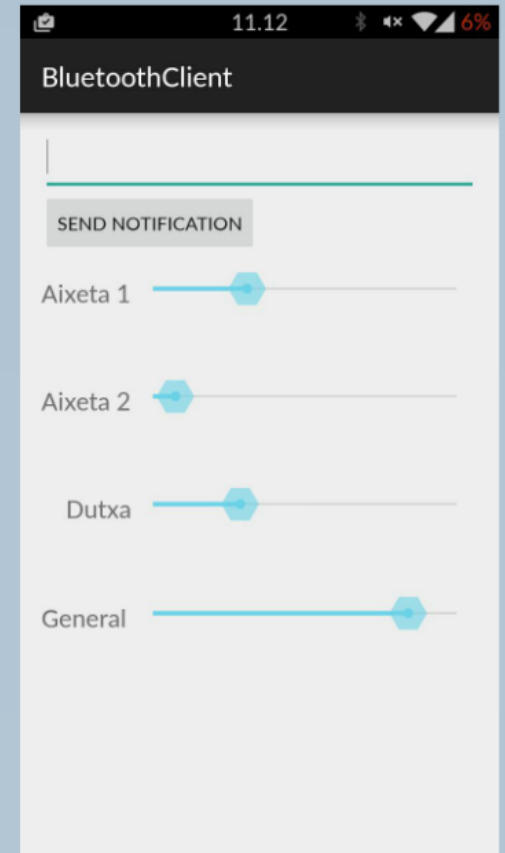 11.12
6%
BluetoothClient
SEND NOTIFICATION
Aixeta 1
Aixeta 2
Dutxa
General